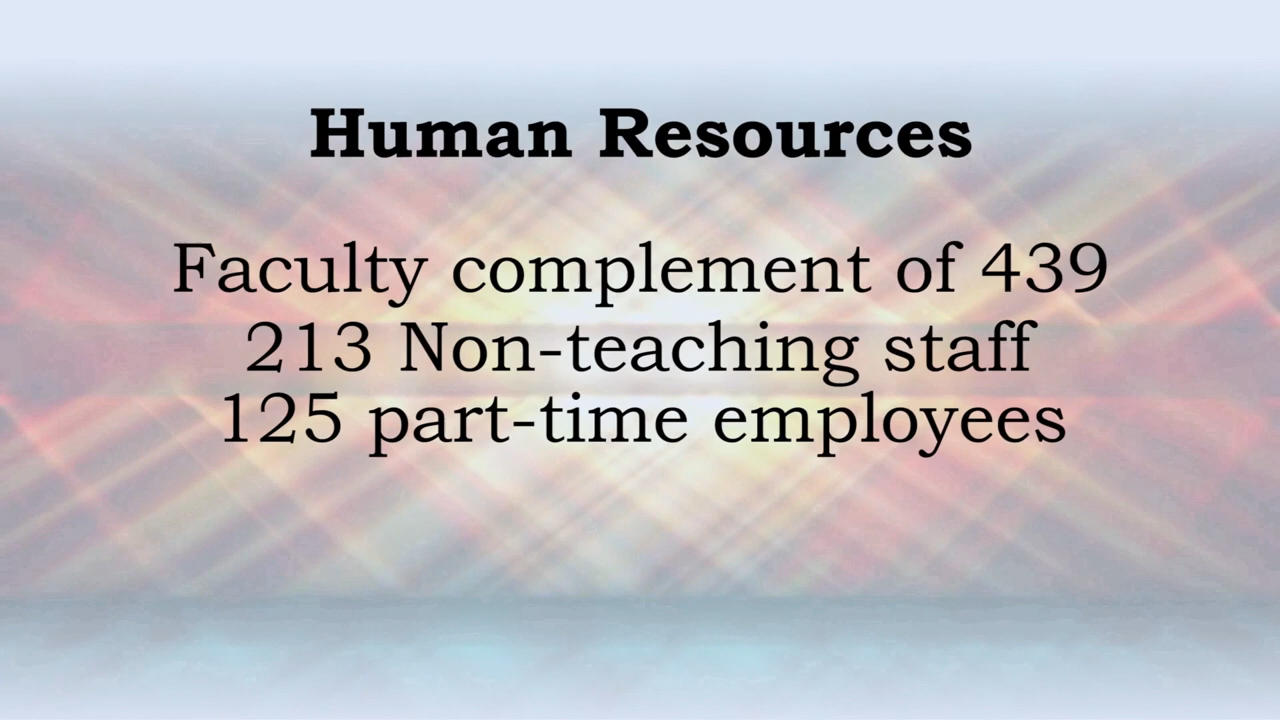 Human Resources
Faculty complement of 439
213 Non-teaching staff
125 part-time employees